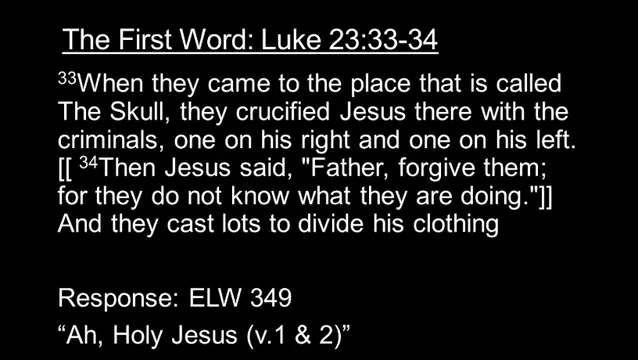 The First Word: Luke 23:33-34
33When they came to the place that is called
The Skull, they crucified Jesus there with the
criminals, one on his right and one on his left.
[[ 34Then Jesus said, "Father, forgive them;
for they do not know what they are doing."]]
And they cast lots to divide his clothing
Response: ELW 349
“Ah, Holy Jesus (v.1 & 2)”